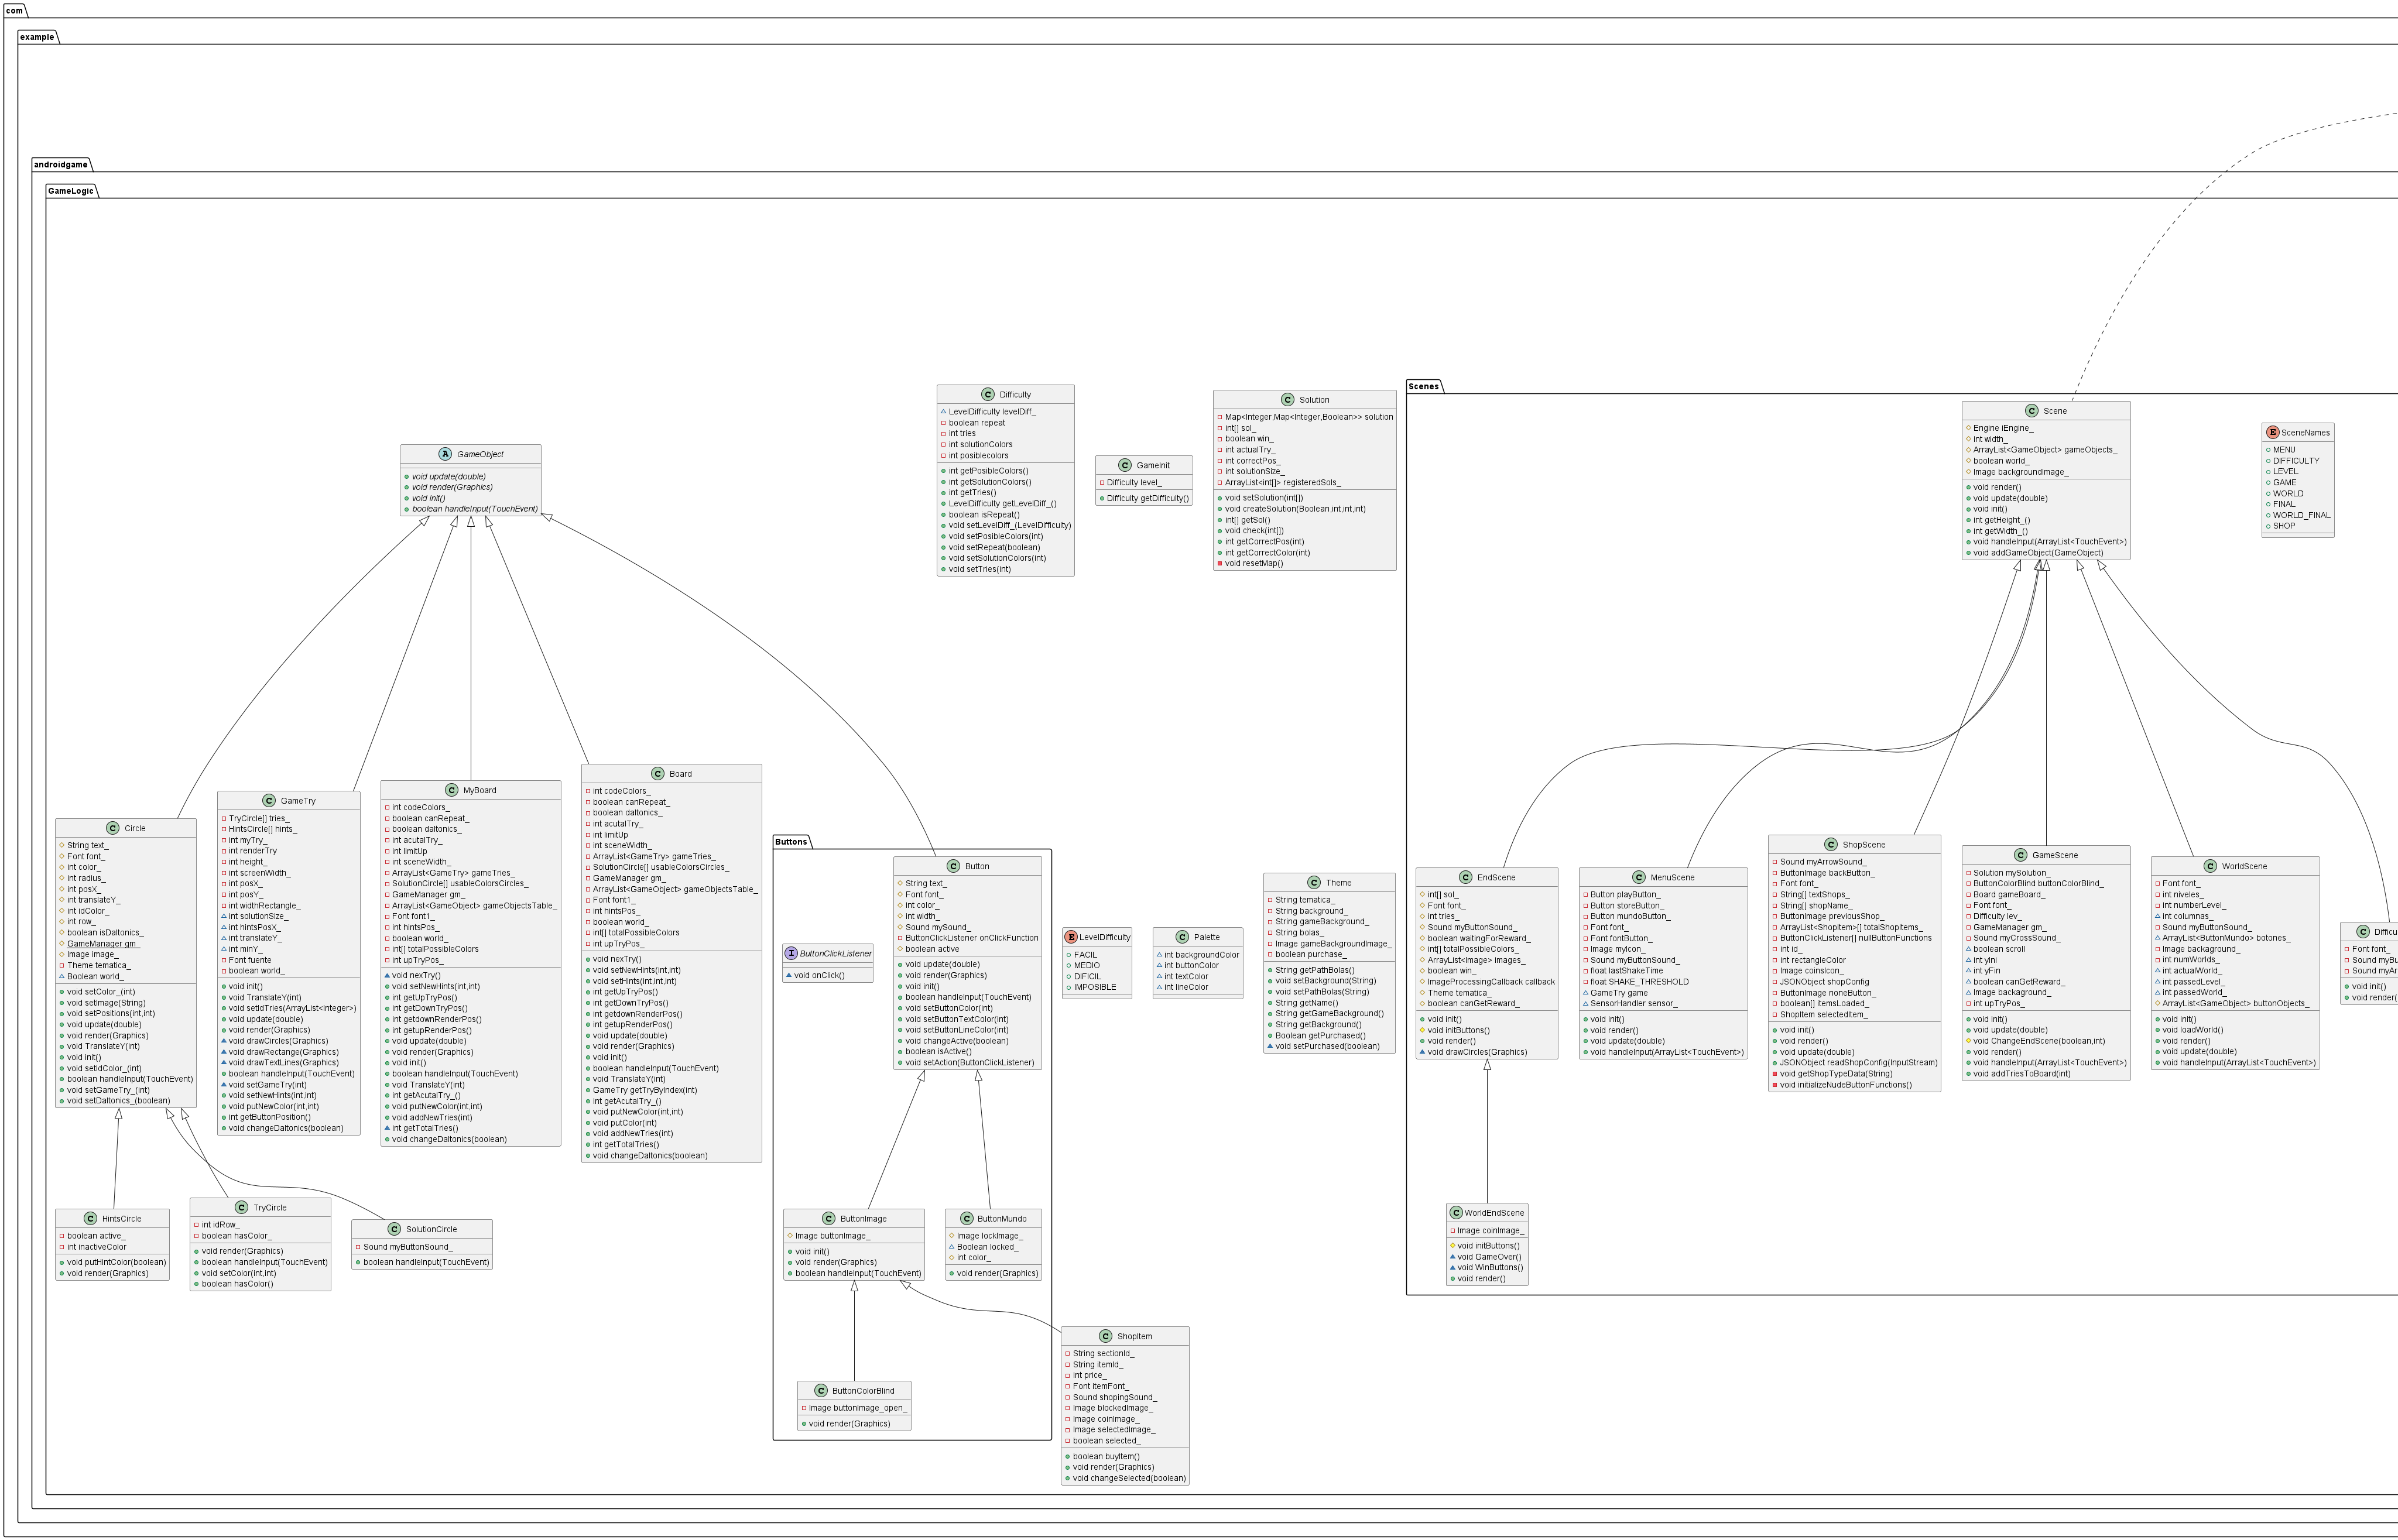 com
example
androidgame
GameLogic
Scenes
Scene
Engine iEngine_
int width_
ArrayList<GameObject> gameObjects_
boolean world_
Image backgroundImage_
void render()
void update(double)
void init()
int getHeight_()
int getWidth_()
void handleInput(ArrayList<TouchEvent>)
void addGameObject(GameObject)
SceneNames
MENU
DIFFICULTY
LEVEL
GAME
WORLD
FINAL
WORLD_FINAL
SHOP
Difficulty
LevelDifficulty levelDiff_
boolean repeat
int tries
int solutionColors
int posiblecolors
int getPosibleColors()
int getSolutionColors()
int getTries()
LevelDifficulty getLevelDiff_()
boolean isRepeat()
void setLevelDiff_(LevelDifficulty)
void setPosibleColors(int)
void setRepeat(boolean)
void setSolutionColors(int)
void setTries(int)
GameInit
Difficulty level_
Difficulty getDifficulty()
Solution
Map<Integer,Map<Integer,Boolean>> solution
int[] sol_
boolean win_
int actualTry_
int correctPos_
int solutionSize_
ArrayList<int[]> registeredSols_
void setSolution(int[])
void createSolution(Boolean,int,int,int)
int[] getSol()
void check(int[])
int getCorrectPos(int)
int getCorrectColor(int)
void resetMap()
GameObject
void update(double)
void render(Graphics)
void init()
boolean handleInput(TouchEvent)
Circle
String text_
Font font_
int color_
int radius_
int posX_
int translateY_
int idColor_
int row_
boolean isDaltonics_
GameManager gm_
Image image_
Theme tematica_
Boolean world_
void setColor_(int)
void setImage(String)
void setPositions(int,int)
void update(double)
void render(Graphics)
void TranslateY(int)
void init()
void setIdColor_(int)
boolean handleInput(TouchEvent)
void setGameTry_(int)
void setDaltonics_(boolean)
GameTry
TryCircle[] tries_
HintsCircle[] hints_
int myTry_
int renderTry
int height_
int screenWidth_
int posX_
int posY_
int widthRectangle_
int solutionSize_
int hintsPosX_
int translateY_
int minY_
Font fuente
boolean world_
void init()
void TranslateY(int)
void setidTries(ArrayList<Integer>)
void update(double)
void render(Graphics)
void drawCircles(Graphics)
void drawRectange(Graphics)
void drawTextLines(Graphics)
boolean handleInput(TouchEvent)
void setGameTry(int)
void setNewHints(int,int)
void putNewColor(int,int)
int getButtonPosition()
void changeDaltonics(boolean)
MyBoard
int codeColors_
boolean canRepeat_
boolean daltonics_
int acutalTry_
int limitUp
int sceneWidth_
ArrayList<GameTry> gameTries_
SolutionCircle[] usableColorsCircles_
GameManager gm_
ArrayList<GameObject> gameObjectsTable_
Font font1_
int hintsPos_
boolean world_
int[] totalPossibleColors
int upTryPos_
void nexTry()
void setNewHints(int,int)
int getUpTryPos()
int getDownTryPos()
int getdownRenderPos()
int getupRenderPos()
void update(double)
void render(Graphics)
void init()
boolean handleInput(TouchEvent)
void TranslateY(int)
int getAcutalTry_()
void putNewColor(int,int)
void addNewTries(int)
int getTotalTries()
void changeDaltonics(boolean)
Board
int codeColors_
boolean canRepeat_
boolean daltonics_
int acutalTry_
int limitUp
int sceneWidth_
ArrayList<GameTry> gameTries_
SolutionCircle[] usableColorsCircles_
GameManager gm_
ArrayList<GameObject> gameObjectsTable_
Font font1_
int hintsPos_
boolean world_
int[] totalPossibleColors
int upTryPos_
void nexTry()
void setNewHints(int,int)
void setHints(int,int,int)
int getUpTryPos()
int getDownTryPos()
int getdownRenderPos()
int getupRenderPos()
void update(double)
void render(Graphics)
void init()
boolean handleInput(TouchEvent)
void TranslateY(int)
GameTry getTryByIndex(int)
int getAcutalTry_()
void putNewColor(int,int)
void putColor(int)
void addNewTries(int)
int getTotalTries()
void changeDaltonics(boolean)
Buttons
ButtonClickListener
void onClick()
Button
String text_
Font font_
int color_
int width_
Sound mySound_
ButtonClickListener onClickFunction
boolean active
void update(double)
void render(Graphics)
void init()
boolean handleInput(TouchEvent)
void setButtonColor(int)
void setButtonTextColor(int)
void setButtonLineColor(int)
void changeActive(boolean)
boolean isActive()
void setAction(ButtonClickListener)
LevelDifficulty
FACIL
MEDIO
DIFICIL
IMPOSIBLE
Palette
int backgroundColor
int buttonColor
int textColor
int lineColor
Theme
String tematica_
String background_
String gameBackground_
String bolas_
Image gameBackgroundImage_
boolean purchase_
String getPathBolas()
void setBackground(String)
void setPathBolas(String)
String getName()
String getGameBackground()
String getBackground()
Boolean getPurchased()
void setPurchased(boolean)
EndScene
int[] sol_
Font font_
int tries_
Sound myButtonSound_
boolean waitingForReward_
int[] totalPossibleColors_
ArrayList<Image> images_
boolean win_
ImageProcessingCallback callback
Theme tematica_
boolean canGetReward_
void init()
void initButtons()
void render()
void drawCircles(Graphics)
MenuScene
Button playButton_
Button storeButton_
Button mundoButton_
Font font_
Font fontButton_
Image myIcon_
Sound myButtonSound_
float lastShakeTime
float SHAKE_THRESHOLD
GameTry game
SensorHandler sensor_
void init()
void render()
void update(double)
void handleInput(ArrayList<TouchEvent>)
ShopScene
Sound myArrowSound_
ButtonImage backButton_
Font font_
String[] textShops_
String[] shopName_
ButtonImage previousShop_
ArrayList<ShopItem>[] totalShopItems_
ButtonClickListener[] nullButtonFunctions
int id_
int rectangleColor
Image coinsIcon_
JSONObject shopConfig
ButtonImage noneButton_
boolean[] itemsLoaded_
ShopItem selectedItem_
void init()
void render()
void update(double)
JSONObject readShopConfig(InputStream)
void getShopTypeData(String)
void initializeNudeButtonFunctions()
GameScene
Solution mySolution_
ButtonColorBlind buttonColorBlind_
Board gameBoard_
Font font_
Difficulty lev_
GameManager gm_
Sound myCrossSound_
boolean scroll
int yIni
int yFin
boolean canGetReward_
Image backaground_
int upTryPos_
void init()
void update(double)
void ChangeEndScene(boolean,int)
void render()
void handleInput(ArrayList<TouchEvent>)
void addTriesToBoard(int)
WorldScene
Font font_
int niveles_
int numberLevel_
int columnas_
Sound myButtonSound_
ArrayList<ButtonMundo> botones_
Image background_
int numWorlds_
int actualWorld_
int passedLevel_
int passedWorld_
ArrayList<GameObject> buttonObjects_
void init()
void loadWorld()
void render()
void update(double)
void handleInput(ArrayList<TouchEvent>)
Font font_
Sound
Sound
void init()
void
HintsCircle
boolean active_
int inactiveColor
void putHintColor(boolean)
void render(Graphics)
TryCircle
int idRow_
boolean hasColor_
void render(Graphics)
boolean handleInput(TouchEvent)
void setColor(int,int)
boolean hasColor()
SolutionCircle
Sound myButtonSound_
boolean handleInput(TouchEvent)
ButtonImage
Image buttonImage_
void init()
void render(Graphics)
boolean handleInput(TouchEvent)
ButtonMundo
Image lockImage_
Boolean locked_
int color_
void render(Graphics)
WorldEndScene
Image coinImage_
void initButtons()
void GameOver()
void WinButtons()
void render()
ButtonColorBlind
Image buttonImage_open_
void render(Graphics)
ShopItem
String sectionId_
String itemId_
int price_
Font itemFont_
Sound shopingSound_
Image blockedImage_
Image coinImage_
Image selectedImage_
boolean selected_
boolean buyItem()
void render(Graphics)
void changeSelected(boolean)